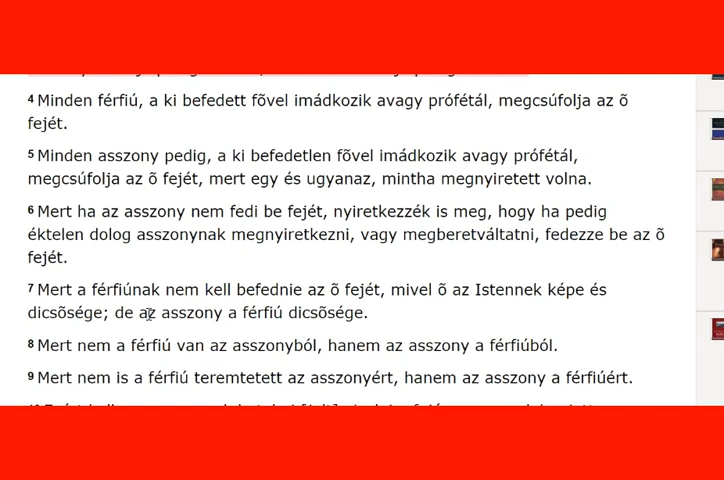 4 Minden férfiú, a ki befedett fõvel imádkozik avagy prófétál, megcsúfolja az õ
fejét.
5 Minden asszony pedig, a ki befedetlen fõvel imádkozik avagy prófétál,
megcsúfolja az õ fejét, mert egy és ugyanaz, mintha megnyiretett volna.
6 Mert ha az asszony nem fedi be fejét, nyiretkezzék is meg, hogy ha pedig
éktelen dolog asszonynak megnyiretkezni, vagy megberetváltatni, fedezze be az õ
fejét.
7 Mert a férfiúnak nem kell befednie az õ fejét, mivel õ az Istennek képe és
dicsõsége; de az asszony a férfiú dicsõsége.
8 Mert nem a férfiú van az asszonyból, hanem az asszony a férfiúból.
9 Mert nem is a férfiú teremtetett az asszonyért, hanem az asszony a férfiúért.